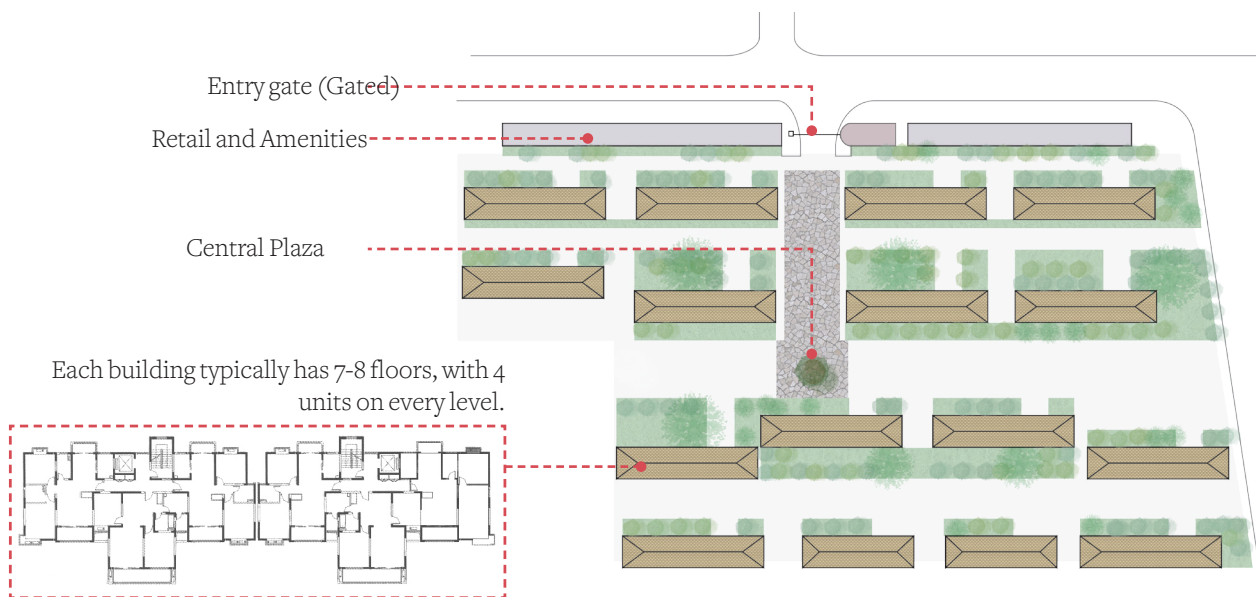 Entry gate (Gated)
Retail and Amenities
Central Plaza
Each building typically has 7-8 floors, with 4
units on every level.